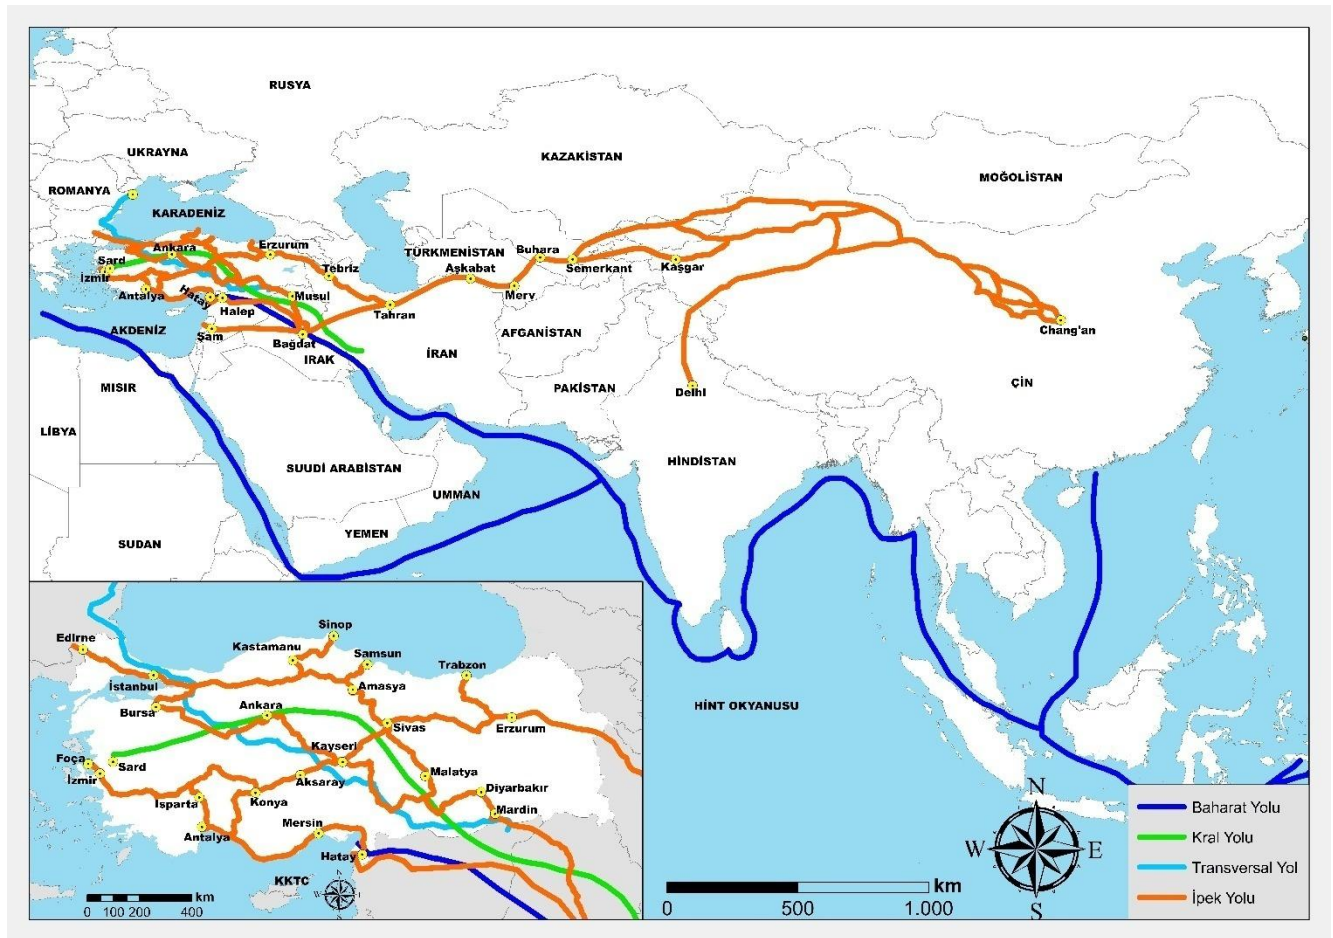 RUSYA
UKRAYNA
KAZAKİSTAN
MOĞOLİSTAN
ROMANYA
KARADENİZ
Ankara
Erzurum
TÜRKMENİSTAN
Buhara
Sard
İzmir
Tebriz
Aşkabat
Semerkant
Kaşgar
Antalya
Hatay
Musul
Merv
Halep
Tahran
AKDENİZ
Şam
Bağdat
AFGANİSTAN
Chang'an
IRAK
İRAN
MISIR
PAKİSTAN
Delhi
ÇİN
LİBYA
SUUDİ ARABİSTAN
HİNDİSTAN
UMMAN
YEMEN
SUDAN
HİNT OKYANUSU
Sinop
Edirne
Kastamanu
Samsun
Trabzon
İstanbul
Amasya
Bursa
Ankara
Sivas
Erzurum
Foça
Sard
Kayseri
İzmir
Aksaray
Malatya
Diyarbakır
Isparta
Konya
Mardin
Antalya
Mersin
Hatay
KKTC
km
0 100 200 400
W E
N
W E
S
km
0 500 1.000
Baharat Yolu
Kral Yolu
Transversal Yol
İpek Yolu